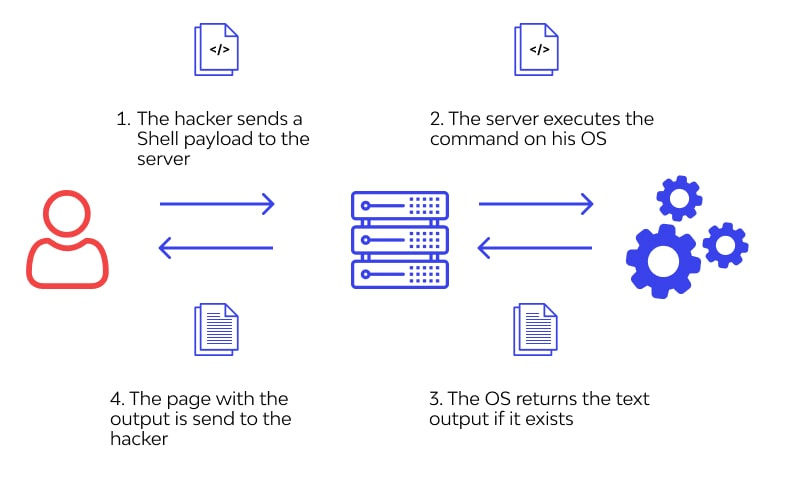 </>
</>
1. The hacker sends a
Shell payload to the
server
2. The server executes the
command on his OS
4. The page with the
output is send to the
hacker
3. The OS returns the text
output if it exists